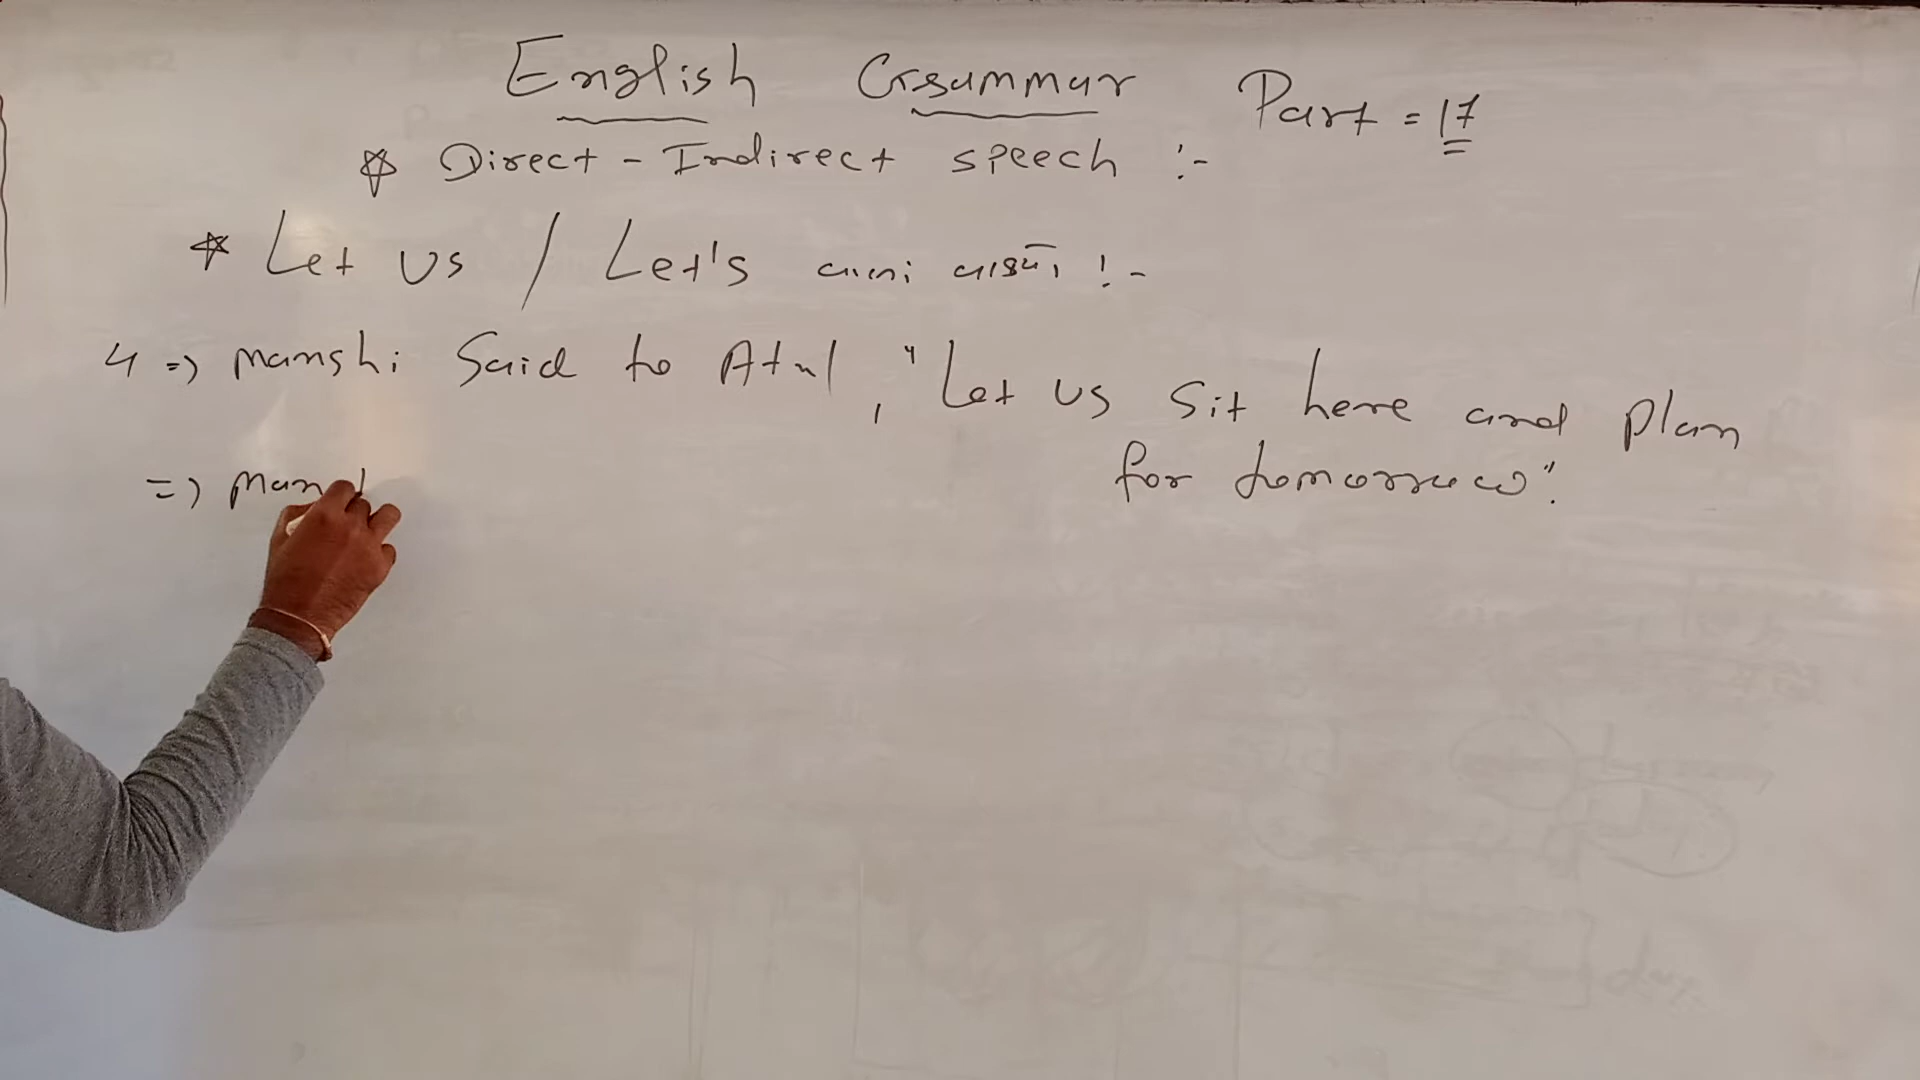 English Grammar Part = 17
☆ Direct - Indirect speech :-
☆ Let us / Let's વાળા વાક્યો :-
4 => manshi Said to Atul, "Let us sit here and plan
for tomorrow".
=> man